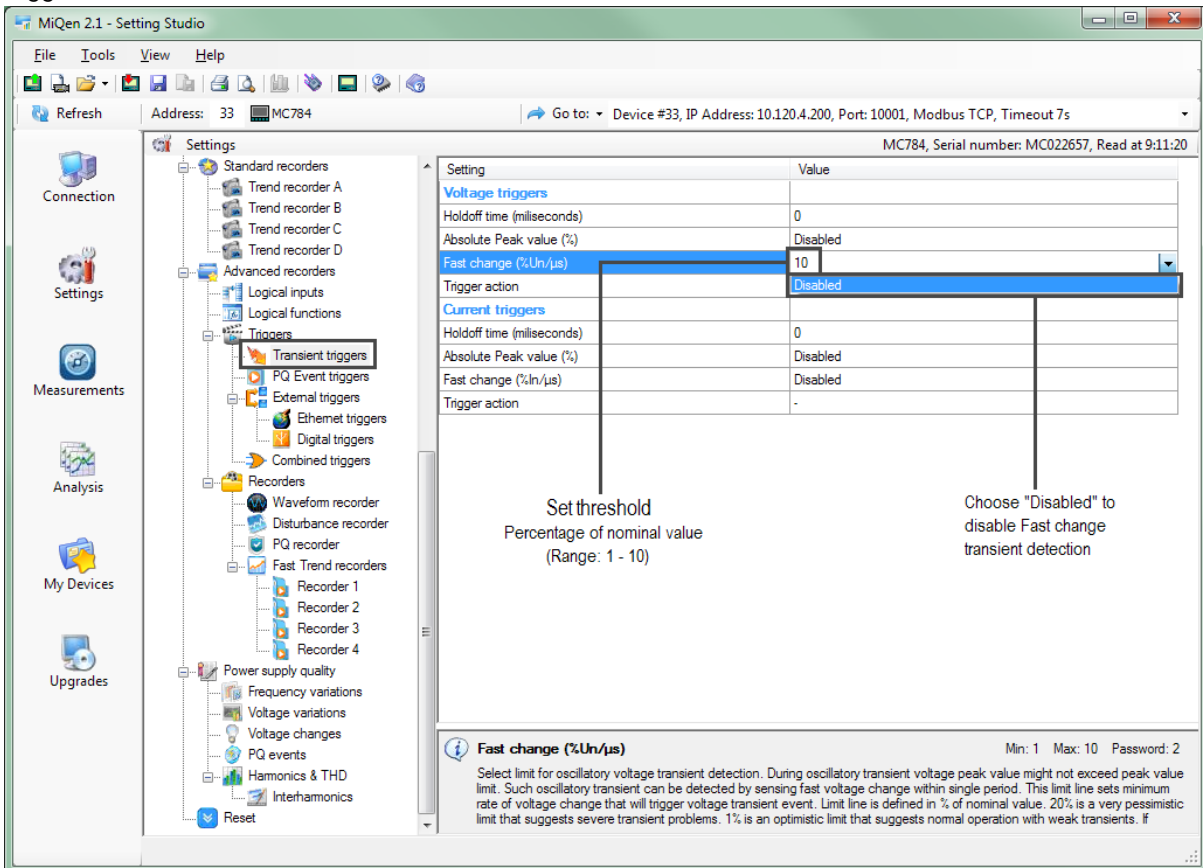 MiQen 2.1 - Setting Studio
File Tools View Help
Refresh Address: 33 MC784 Go to: Device #33, IP Address: 10.120.4.200, Port: 10001, Modbus TCP, Timeout 7s
Connection
Settings
Measurements
Analysis
My Devices
Upgrades
Settings MC784, Serial number: MC022657, Read at 9:11:20
Standard recorders
Trend recorder A
Trend recorder B
Trend recorder C
Trend recorder D
Advanced recorders
Logical inputs
Logical functions
Triggers
Transient triggers
PQ Event triggers
External triggers
Ethernet triggers
Digital triggers
Combined triggers
Recorders
Waveform recorder
Disturbance recorder
PQ recorder
Fast Trend recorders
Recorder 1
Recorder 2
Recorder 3
Recorder 4
Power supply quality
Frequency variations
Voltage variations
Voltage changes
PQ events
Harmonics & THD
Interharmonics
Reset
Setting Value
Voltage triggers
Holdoff time (miliseconds) 0
Absolute Peak value (%) Disabled
Fast change (%Un/µs) 10
Trigger action Disabled
Current triggers
Holdoff time (miliseconds) 0
Absolute Peak value (%) Disabled
Fast change (%In/µs) Disabled
Trigger action -
Set threshold
Percentage of nominal value
(Range: 1 - 10)
Choose "Disabled" to
disable Fast change
transient detection
Fast change (%Un/µs) Min: 1 Max: 10 Password: 2
Select limit for oscillatory voltage transient detection. During oscillatory transient voltage peak value might not exceed peak value
limit. Such oscillatory transient can be detected by sensing fast voltage change within single period. This limit line sets minimum
rate of voltage change that will trigger voltage transient event. Limit line is defined in % of nominal value. 20% is a very pessimistic
limit that suggests severe transient problems. 1% is an optimistic limit that suggests normal operation with weak transients. If